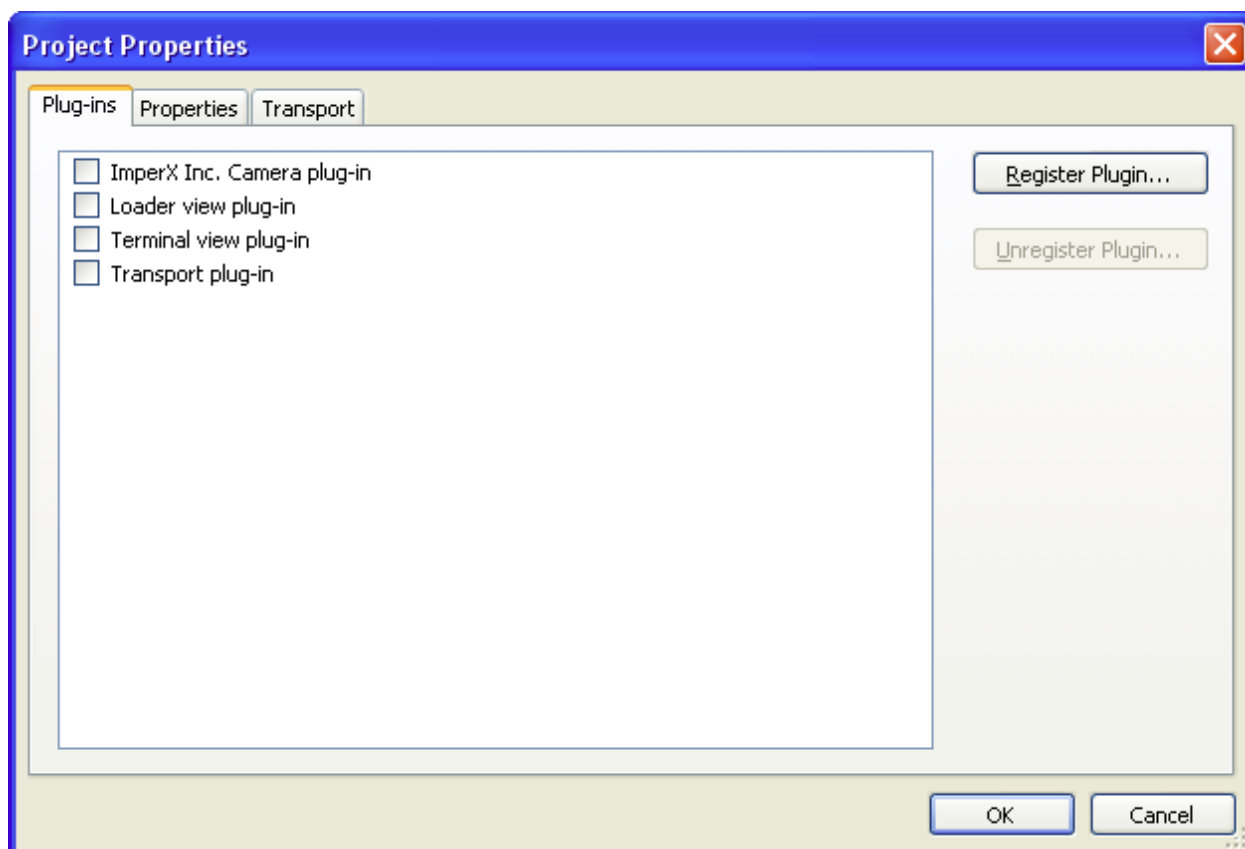 Project Properties
Plug-ins Properties Transport
ImperX Inc. Camera plug-in
Register Plugin...
Loader view plug-in
Terminal view plug-in
Unregister Plugin...
Transport plug-in
OK Cancel